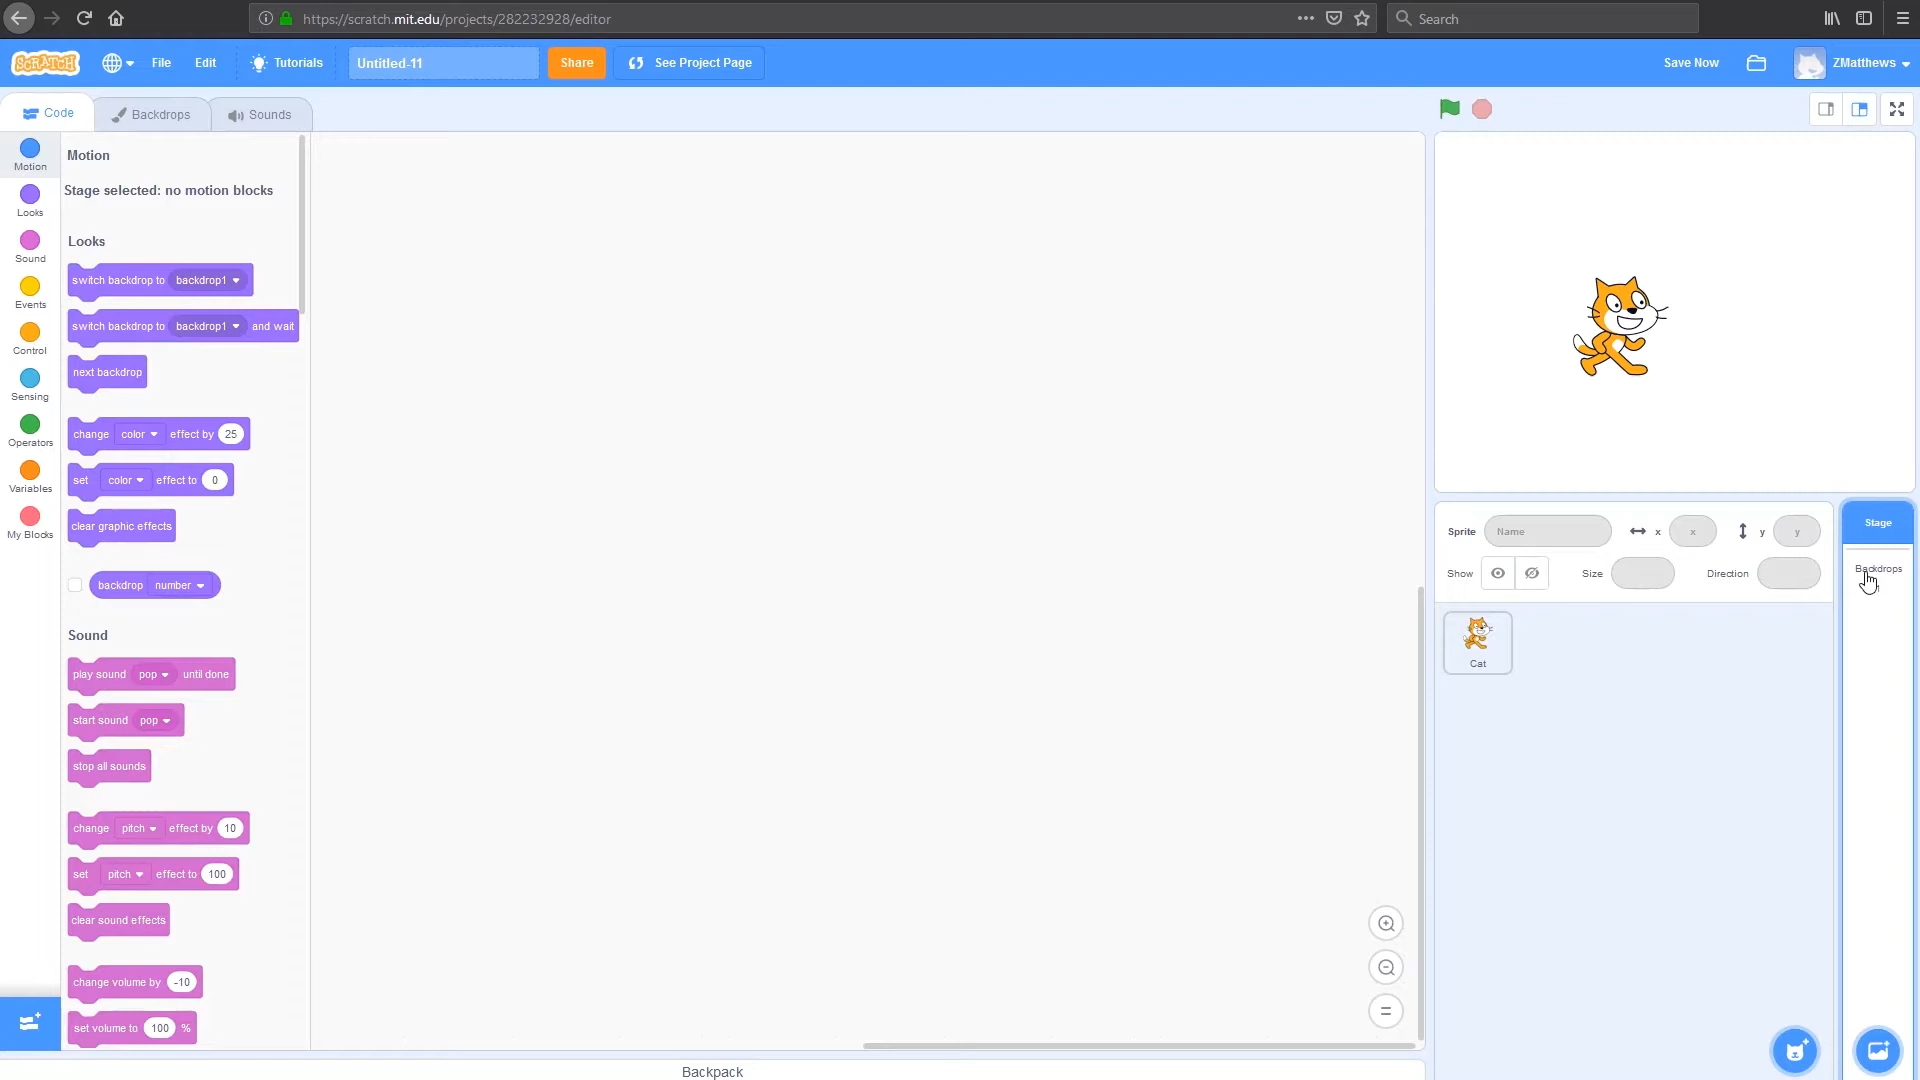 https://scratch.mit.edu/projects/282232928/editor
Search
SCRATCH
File
Edit
Tutorials
Untitled-11
Share
See Project Page
Save Now
ZMatthews
Code
Backdrops
Sounds
Motion
Looks
Sound
Events
Control
Sensing
Operators
Variables
My Blocks
Motion
Stage selected: no motion blocks
Looks
switch backdrop to backdrop1
switch backdrop to backdrop1 and wait
next backdrop
change color effect by 25
set color effect to 0
clear graphic effects
backdrop number
Sound
play sound pop until done
start sound pop
stop all sounds
change pitch effect by 10
set pitch effect to 100
clear sound effects
change volume by -10
set volume to 100 %
Backpack
Sprite Name x x y y
Show Size Direction
Cat
Stage
Backdrops